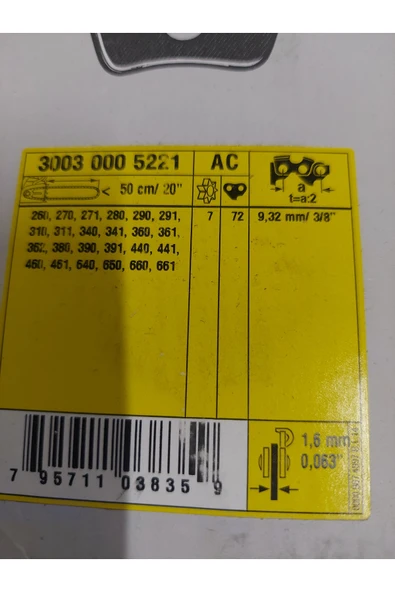 3003 000 5221 AC
< 50 cm/ 20"
a
t=a:2
260, 270, 271, 280, 290, 291, 7 72 9,32 mm/ 3/8"
310, 311, 340, 341, 360, 361,
362, 380, 390, 391, 440, 441,
460, 461, 640, 650, 660, 661
1,6 mm
0,063"
7 95711 03835 9